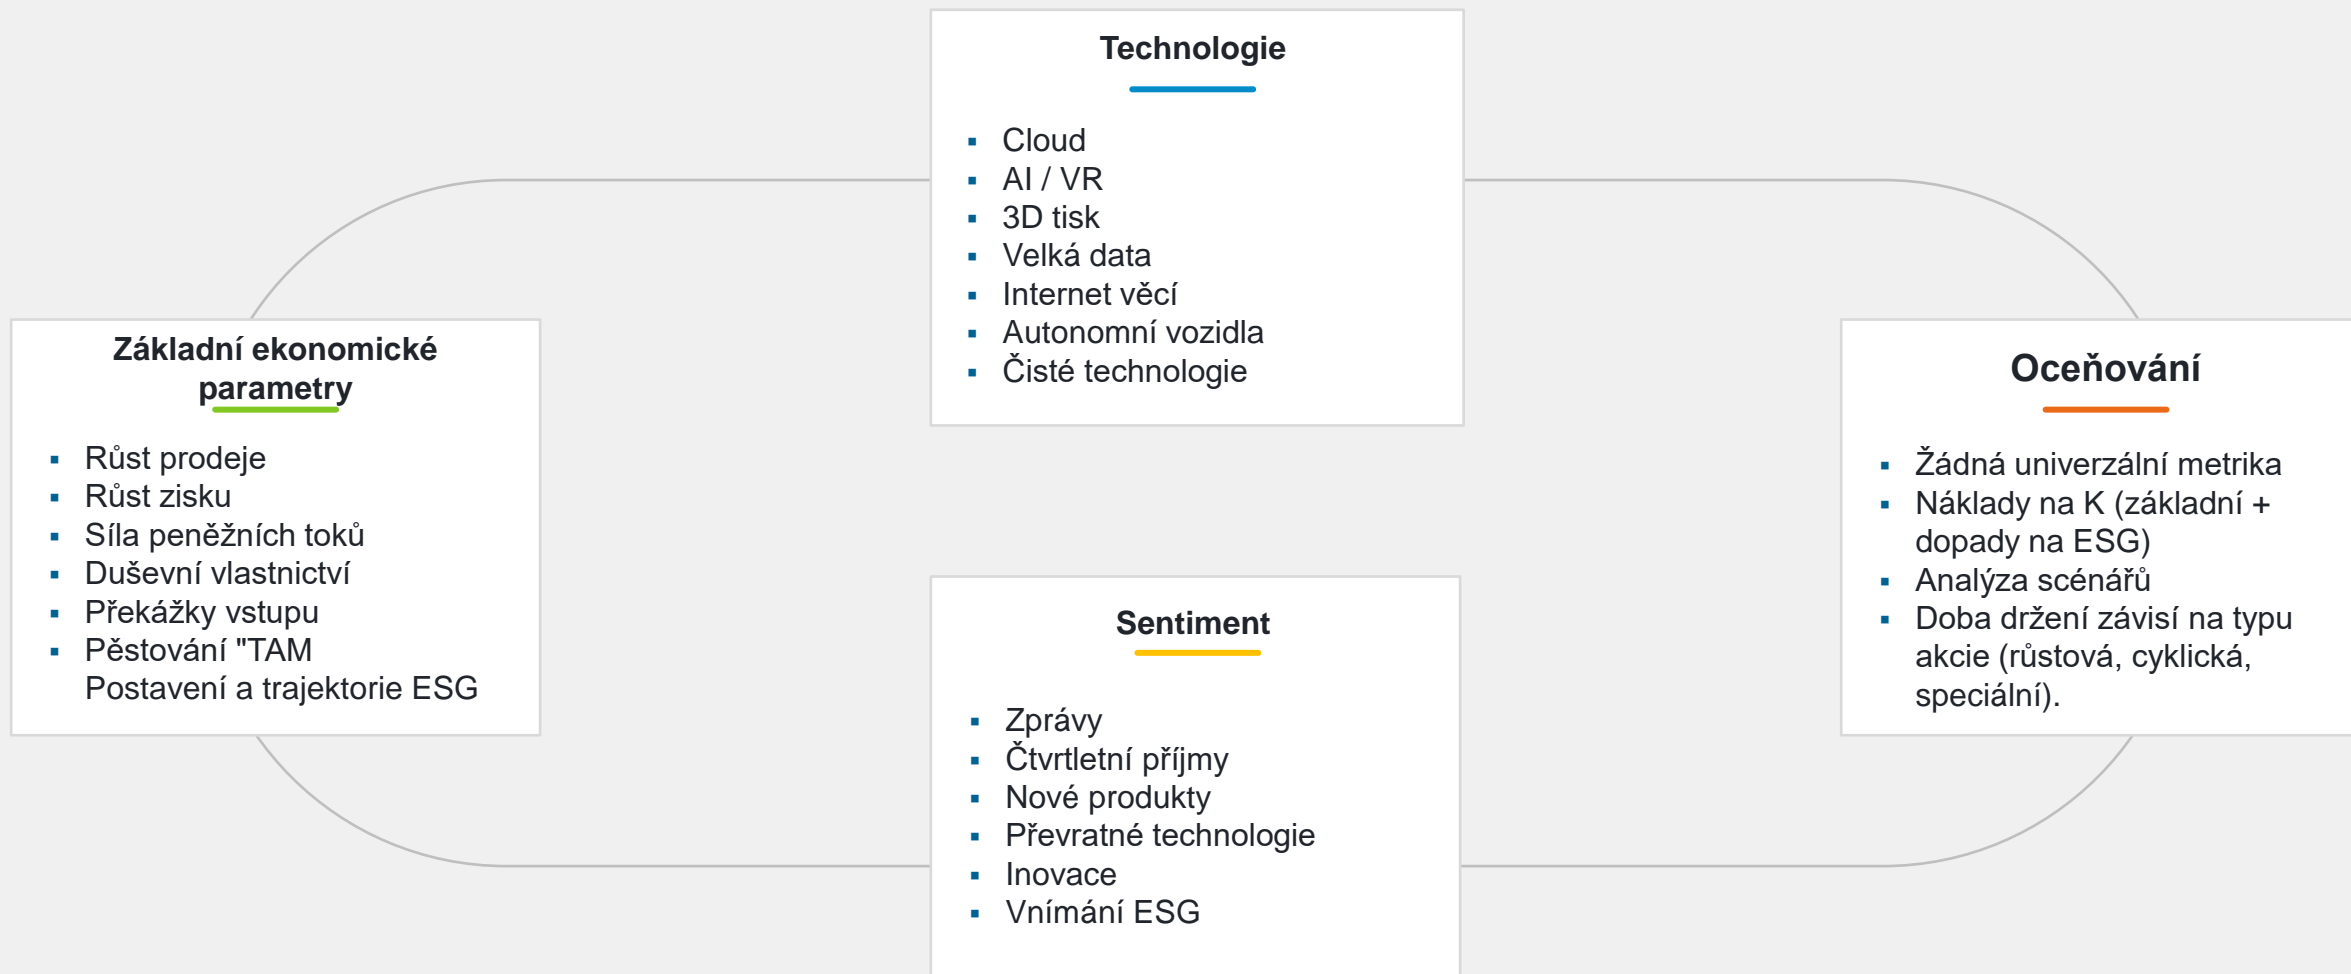 Technologie
Cloud
AI / VR
3D tisk
Velká data
Internet věcí
Autonomní vozidla
Čisté technologie
Základní ekonomické
parametry
Růst prodeje
Růst zisku
Síla peněžních toků
Duševní vlastnictví
Překážky vstupu
Pěstování "TAM
Postavení a trajektorie ESG
Oceňování
Žádná univerzální metrika
Náklady na K (základní +
dopady na ESG)
Analýza scénářů
Doba držení závisí na typu
akcie (růstová, cyklická,
speciální).
Sentiment
Zprávy
Čtvrtletní příjmy
Nové produkty
Převratné technologie
Inovace
Vnímání ESG